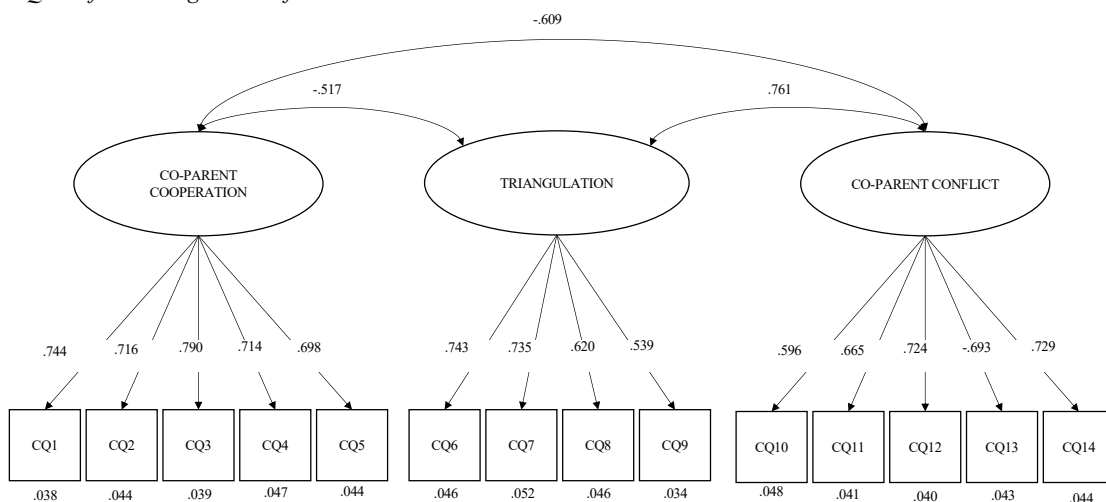 -.609
-.517
.761
CO-PARENT
COOPERATION
TRIANGULATION
CO-PARENT CONFLICT
.744 .716 .790 .714 .698 .743 .735 .620 .539 .596 .665 .724 -.693 .729
CQ1 CQ2 CQ3 CQ4 CQ5 CQ6 CQ7 CQ8 CQ9 CQ10 CQ11 CQ12 CQ13 CQ14
.038 .044 .039 .047 .044 .046 .052 .046 .034 .048 .041 .040 .043 .044